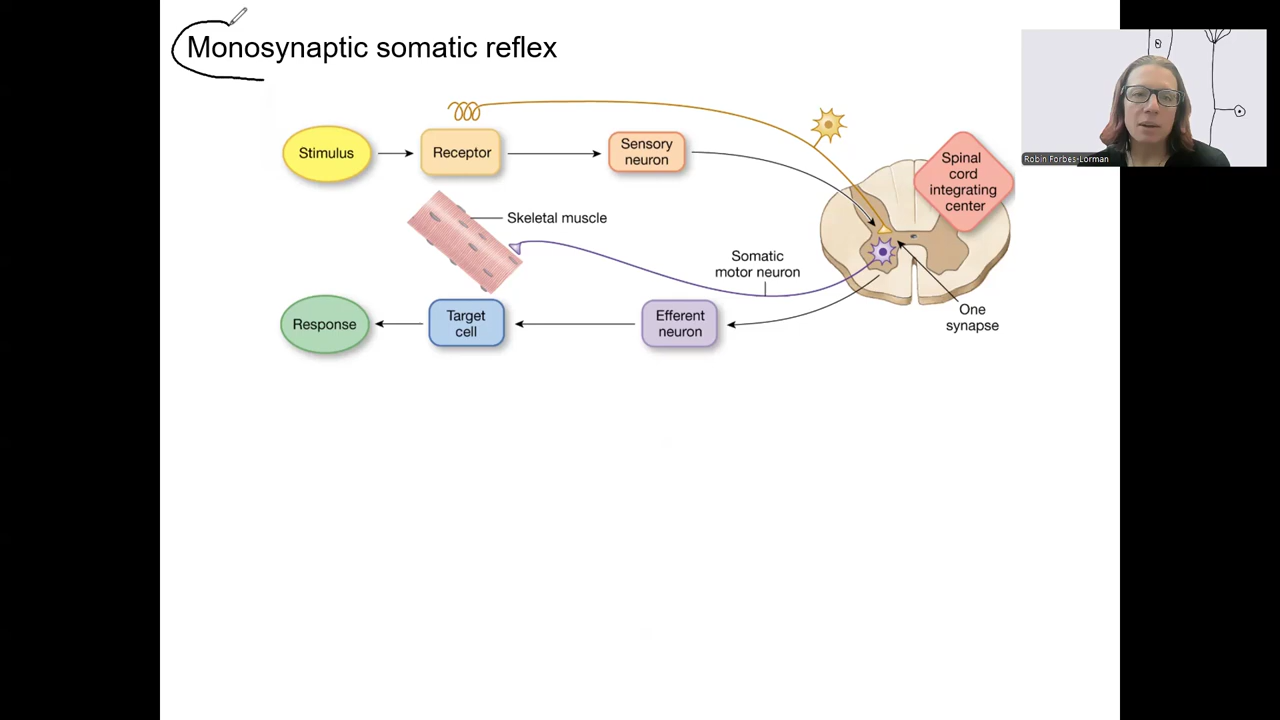 Monosynaptic somatic reflex
Robin Forbes-Lorman
Stimulus
Receptor
Sensory
neuron
Spinal
cord
integrating
center
Skeletal muscle
Somatic
motor neuron
One
synapse
Response
Target
cell
Efferent
neuron